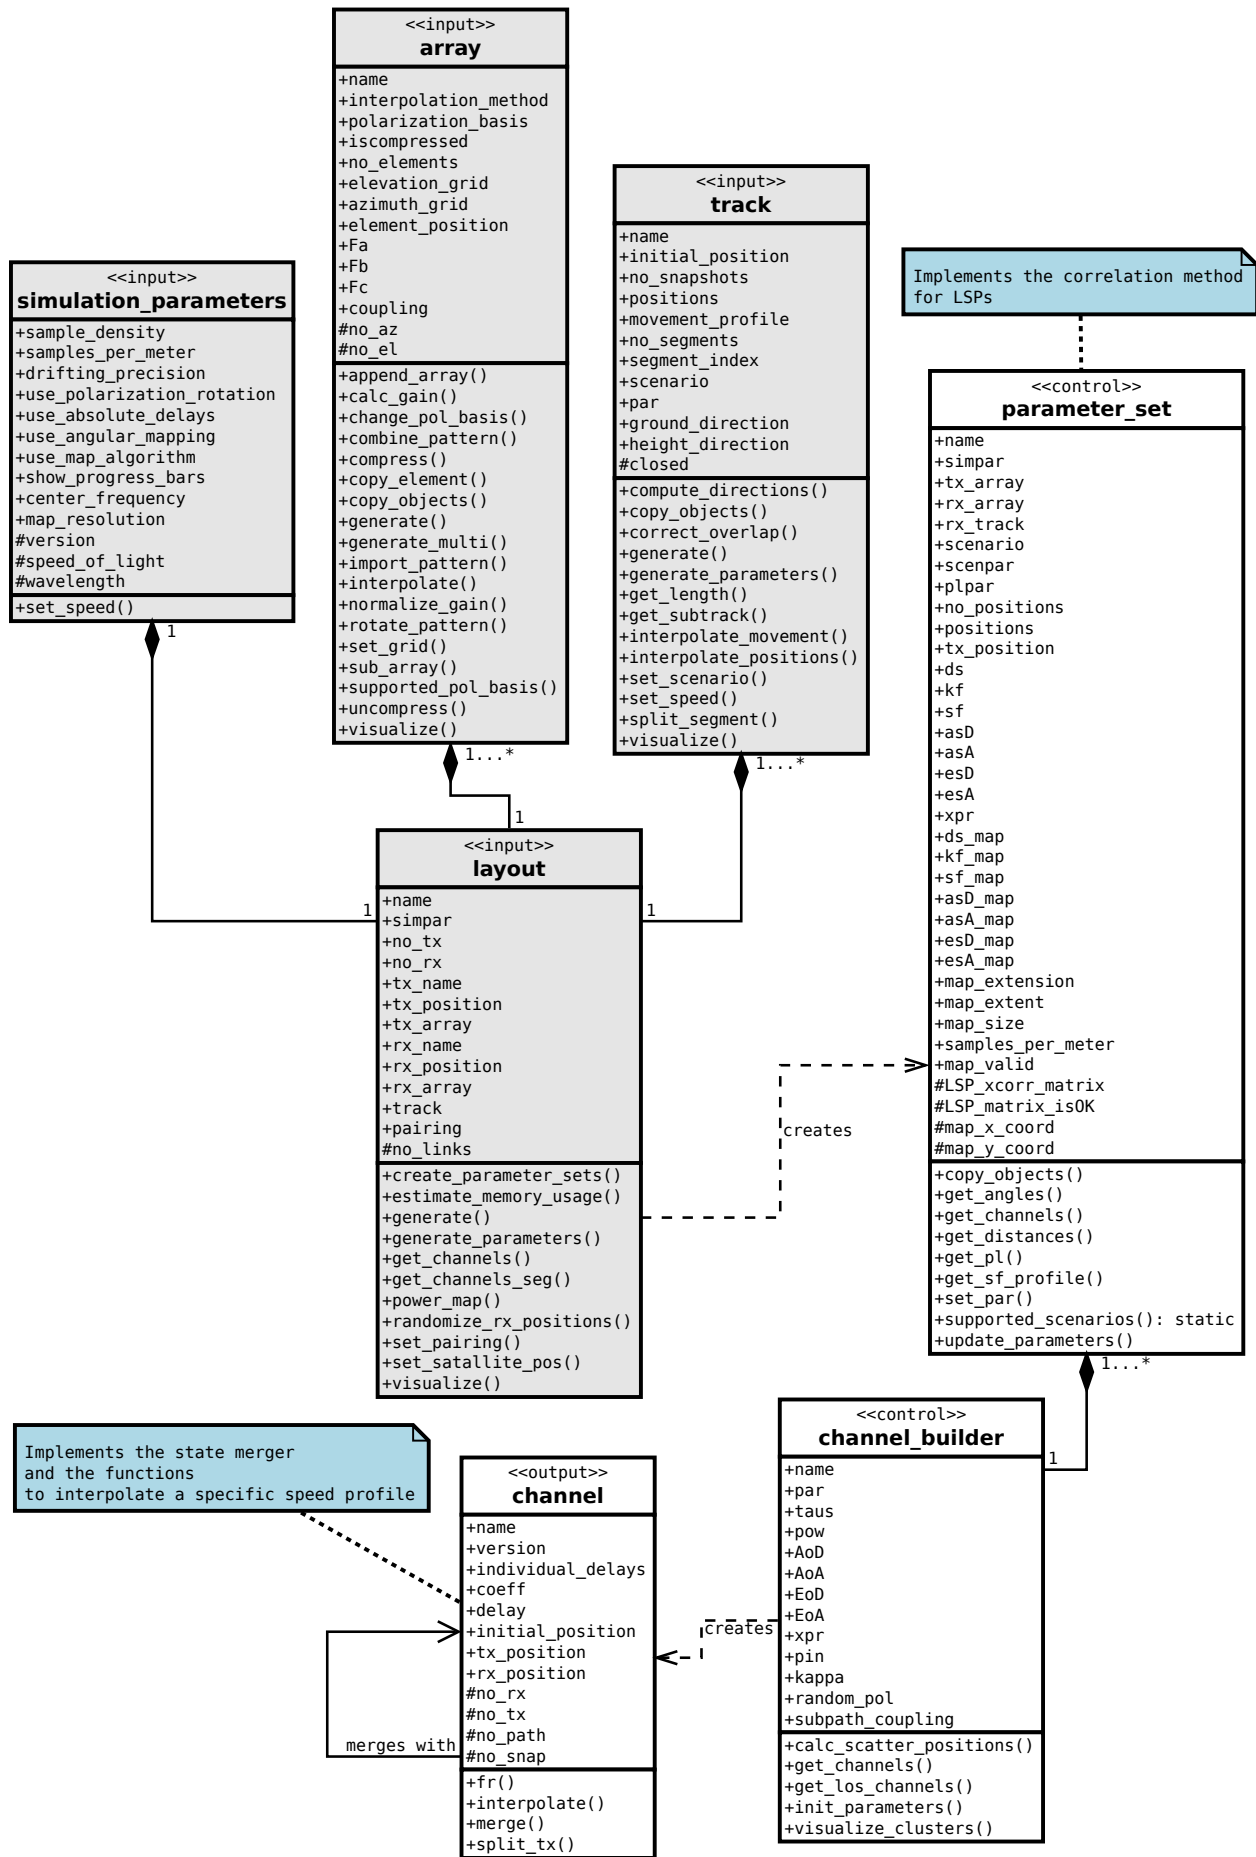 <<input>>
array
+name
+interpolation_method
+polarization_basis
+iscompressed
+no_elements
+elevation_grid
+azimuth_grid
+element_position
+Fa
+Fb
+Fc
+coupling
#no_az
#no_el
+append_array()
+calc_gain()
+change_pol_basis()
+combine_pattern()
+compress()
+copy_element()
+copy_objects()
+generate()
+generate_multi()
+import_pattern()
+interpolate()
+normalize_gain()
+rotate_pattern()
+set_grid()
+sub_array()
+supported_pol_basis()
+uncompress()
+visualize()
1...*
1
<<input>>
track
+name
+initial_position
+no_snapshots
+positions
+movement_profile
+no_segments
+segment_index
+scenario
+par
+ground_direction
+height_direction
#closed
+compute_directions()
+copy_objects()
+correct_overlap()
+generate()
+generate_parameters()
+get_length()
+get_subtrack()
+interpolate_movement()
+interpolate_positions()
+set_scenario()
+set_speed()
+split_segment()
+visualize()
1...*
1
<<input>>
simulation_parameters
+sample_density
+samples_per_meter
+drifting_precision
+use_polarization_rotation
+use_absolute_delays
+use_angular_mapping
+use_map_algorithm
+show_progress_bars
+center_frequency
+map_resolution
#version
#speed_of_light
#wavelength
+set_speed()
1
1
Implements the correlation method
for LSPs
<<control>>
parameter_set
+name
+simpar
+tx_array
+rx_array
+rx_track
+scenario
+scenpar
+plpar
+no_positions
+positions
+tx_position
+ds
+kf
+sf
+asD
+asA
+esD
+esA
+xpr
+ds_map
+kf_map
+sf_map
+asD_map
+asA_map
+esD_map
+esA_map
+map_extension
+map_extent
+map_size
+samples_per_meter
+map_valid
#LSP_xcorr_matrix
#LSP_matrix_isOK
#map_x_coord
#map_y_coord
+copy_objects()
+get_angles()
+get_channels()
+get_distances()
+get_pl()
+get_sf_profile()
+set_par()
+supported_scenarios(): static
+update_parameters()
1...*
1
<<input>>
layout
+name
+simpar
+no_tx
+no_rx
+tx_name
+tx_position
+tx_array
+rx_name
+rx_position
+rx_array
+track
+pairing
#no_links
+create_parameter_sets()
+estimate_memory_usage()
+generate()
+generate_parameters()
+get_channels()
+get_channels_seg()
+power_map()
+randomize_rx_positions()
+set_pairing()
+set_satallite_pos()
+visualize()
creates
Implements the state merger
and the functions
to interpolate a specific speed profile
<<output>>
channel
+name
+version
+individual_delays
+coeff
+delay
+initial_position
+tx_position
+rx_position
#no_rx
#no_tx
#no_path
#no_snap
+fr()
+interpolate()
+merge()
+split_tx()
merges with
creates
<<control>>
channel_builder
+name
+par
+taus
+pow
+AoD
+AoA
+EoD
+EoA
+xpr
+pin
+kappa
+random_pol
+subpath_coupling
+calc_scatter_positions()
+get_channels()
+get_los_channels()
+init_parameters()
+visualize_clusters()